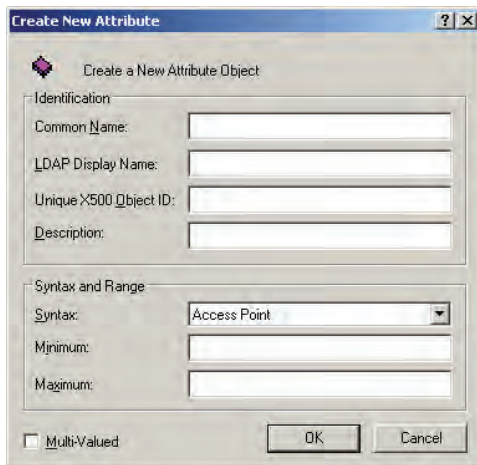 Create New Attribute
Create a New Attribute Object
Identification
Common Name:
LDAP Display Name:
Unique X500 Object ID:
Description:
Syntax and Range
Syntax: Access Point
Minimum:
Maximum:
Multi-Valued OK Cancel